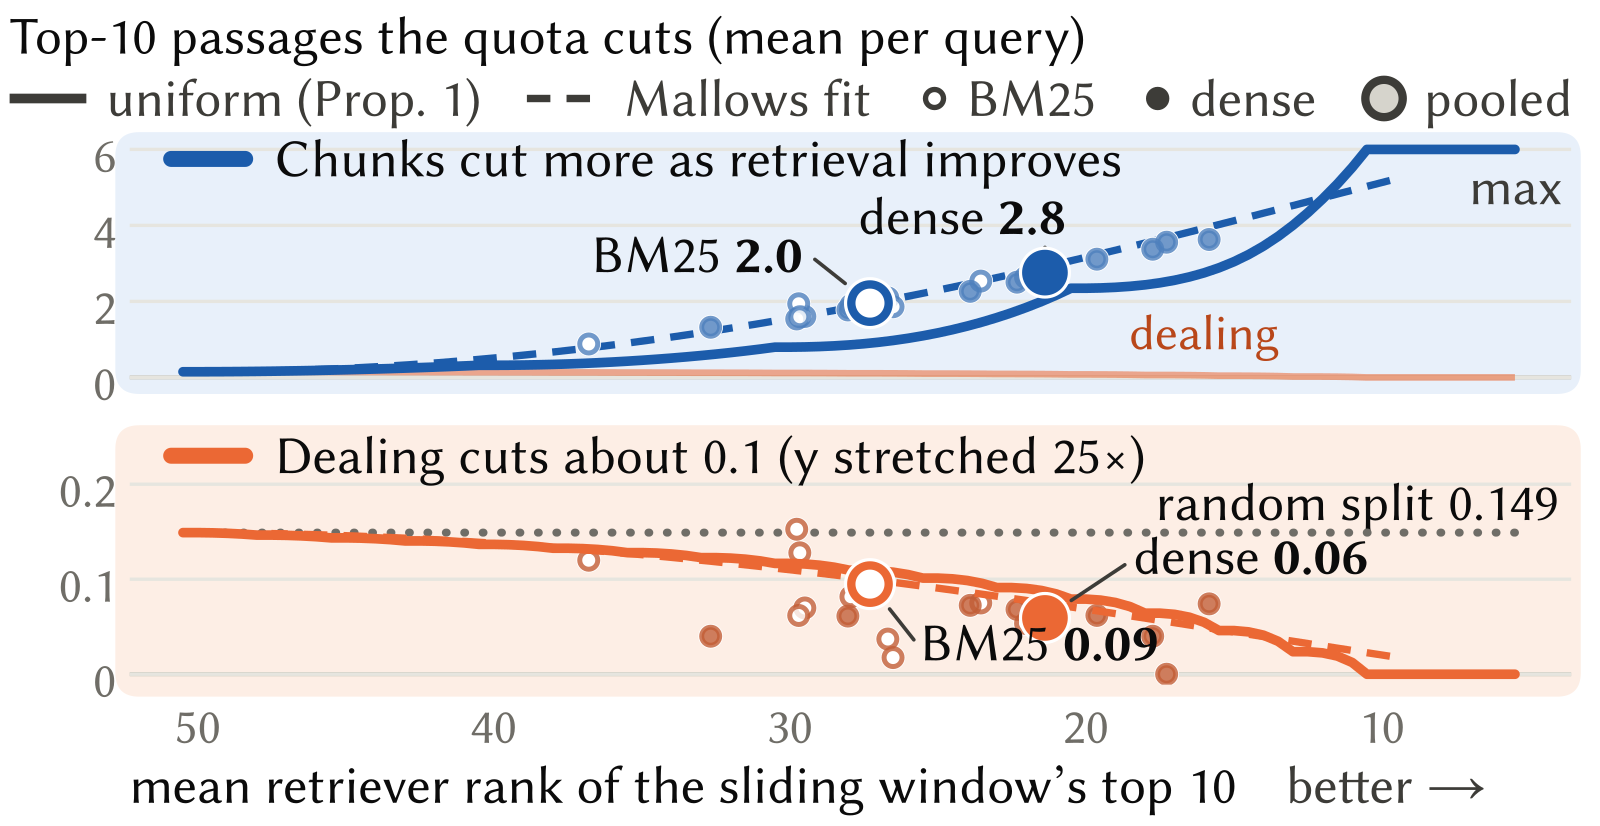 Top-10 passages the quota cuts (mean per query)
uniform (Prop. 1) Mallows fit BM25 dense pooled
6
Chunks cut more as retrieval improves
max
dense 2.8
4
BM25 2.0
2
dealing
0
Dealing cuts about 0.1 (y stretched 25×)
0.2
random split 0.149
dense 0.06
0.1
BM25 0.09
0
50 40 30 20 10
mean retriever rank of the sliding window's top 10 better →